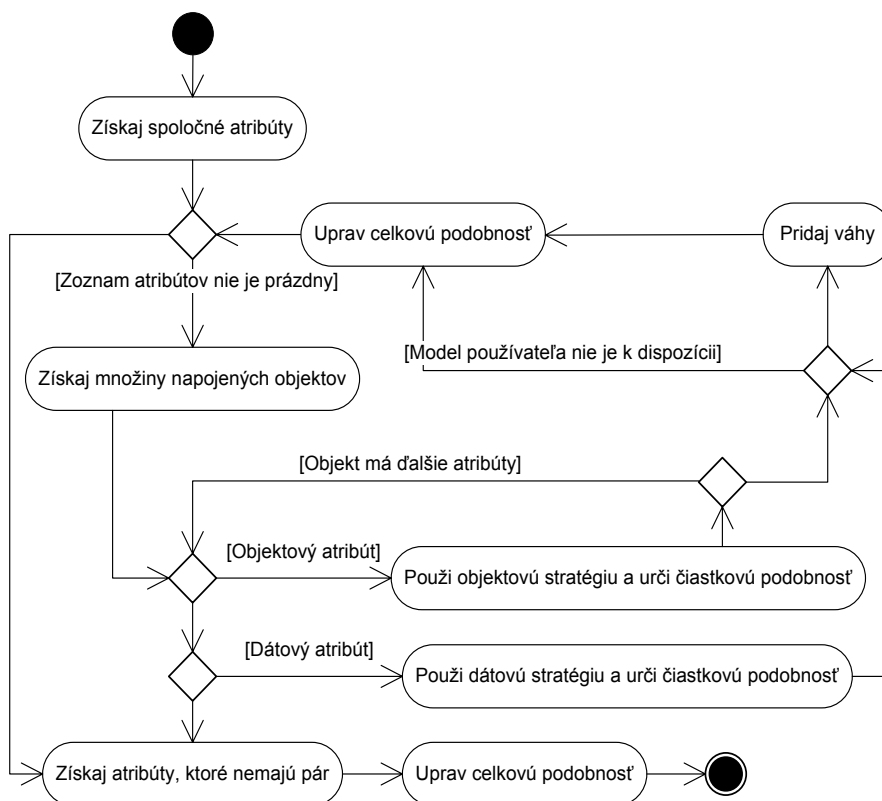 Získaj spoločné atribúty
Uprav celkovú podobnosť
Pridaj váhy
[Zoznam atribútov nie je prázdny]
Získaj množiny napojených objektov
[Model používateľa nie je k dispozícii]
[Objekt má ďalšie atribúty]
[Objektový atribút]
Použi objektovú stratégiu a urči čiastkovú podobnosť
[Dátový atribút]
Použi dátovú stratégiu a urči čiastkovú podobnosť
Získaj atribúty, ktoré nemajú pár
Uprav celkovú podobnosť